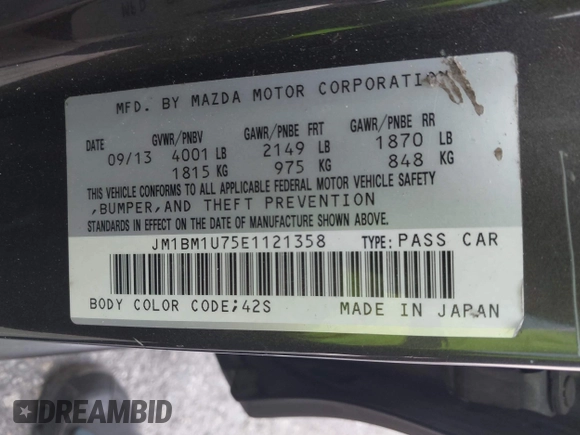 MFD. BY MAZDA MOTOR CORPORATION
DATE GVWR/PNBV GAWR/PNBE FRT GAWR/PNBE RR
09/13 4001 LB 2149 LB 1870 LB
1815 KG 975 KG 848 KG
THIS VEHICLE CONFORMS TO ALL APPLICABLE FEDERAL MOTOR VEHICLE SAFETY
,BUMPER,AND THEFT PREVENTION
STANDARDS IN EFFECT ON THE DATE OF MANUFACTURE SHOWN ABOVE.
JM1BM1U75E1121358 TYPE: PASS CAR
BODY COLOR CODE;42S MADE IN JAPAN
DREAMBID